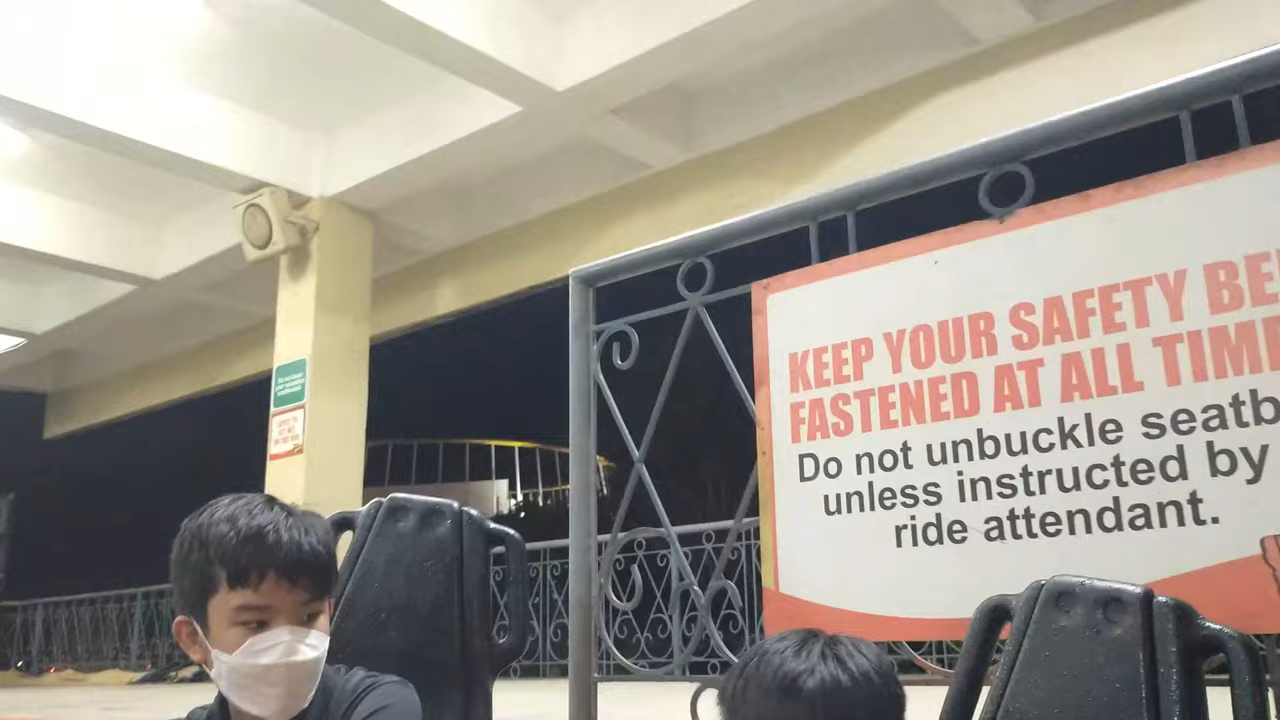 KEEP YOUR SAFETY BE
FASTENED AT ALL TIM
Do not unbuckle seatb
unless instructed by
ride attendant.